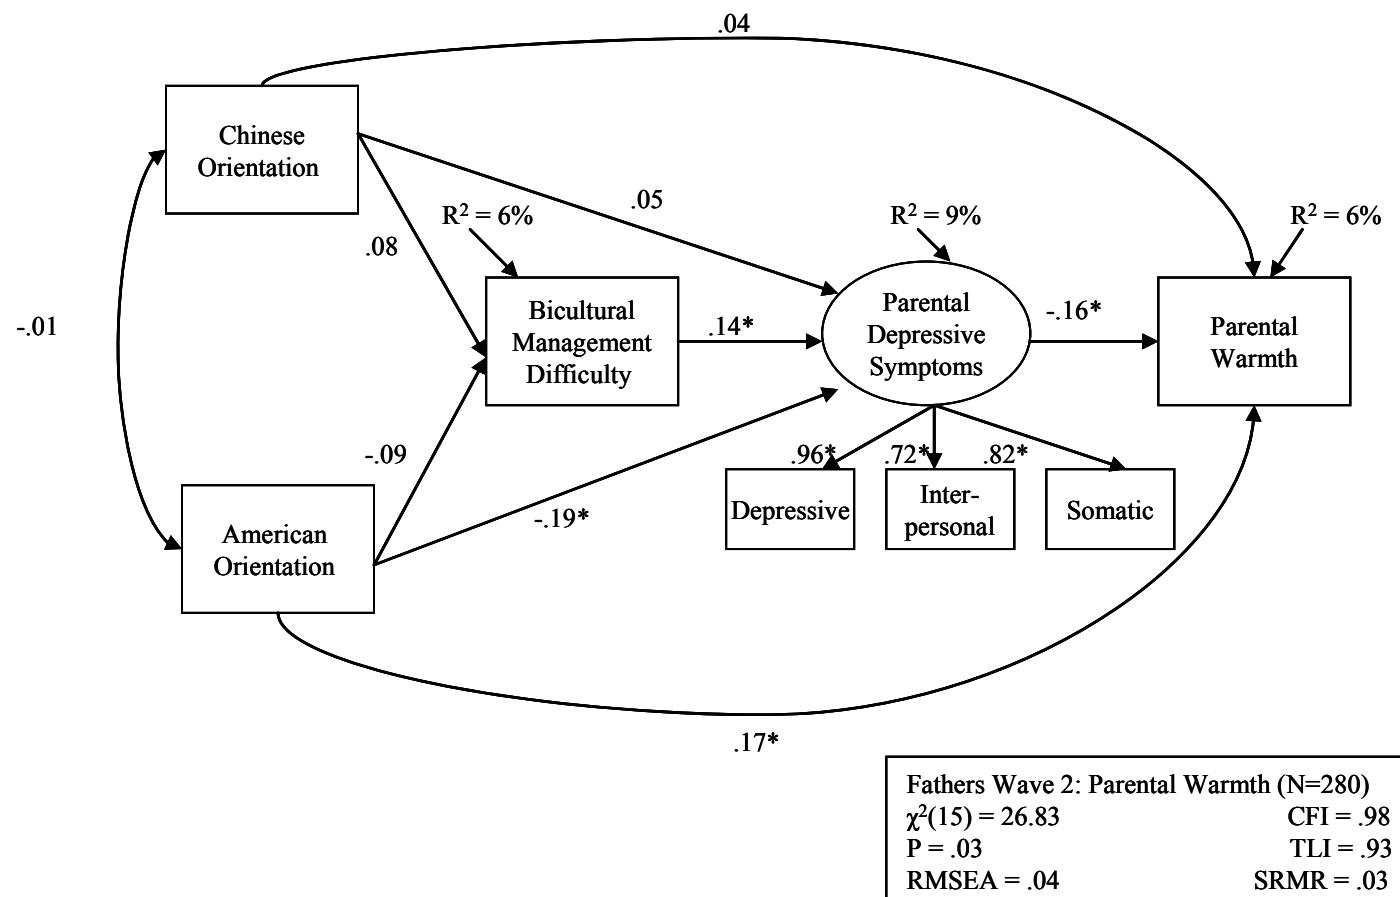 .04
Chinese
Orientation
.05
R² = 6%
R² = 9%
R² = 6%
.08
-.01
Bicultural
Management
Difficulty
.14*
Parental
Depressive
Symptoms
-.16*
Parental
Warmth
-.09
.96*
.72*
.82*
Depressive
Inter-
personal
Somatic
-.19*
American
Orientation
.17*
Fathers Wave 2: Parental Warmth (N=280)
χ²(15) = 26.83 CFI = .98
P = .03 TLI = .93
RMSEA = .04 SRMR = .03